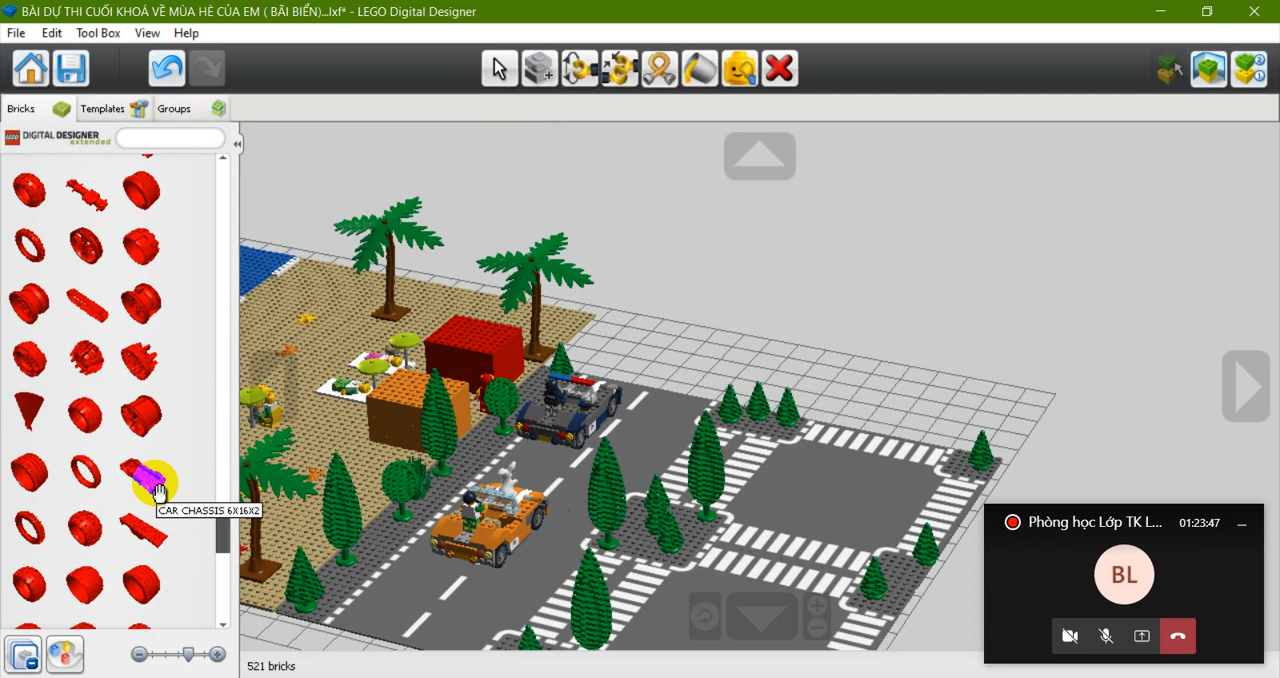 BÀI DỰ THI CUỐI KHOÁ VỀ MÙA HÈ CỦA EM ( BÃI BIỂN)...lxf* - LEGO Digital Designer
File Edit Tool Box View Help
Bricks Templates Groups
LEGO DIGITAL DESIGNER
extended
CAR CHASSIS 6X16X2
Phòng học Lớp TK L... 01:23:47
BL
521 bricks